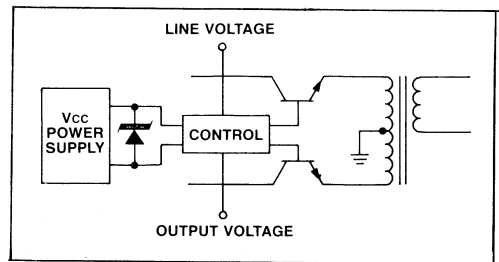 LINE VOLTAGE
Vcc
POWER
SUPPLY
CONTROL
OUTPUT VOLTAGE